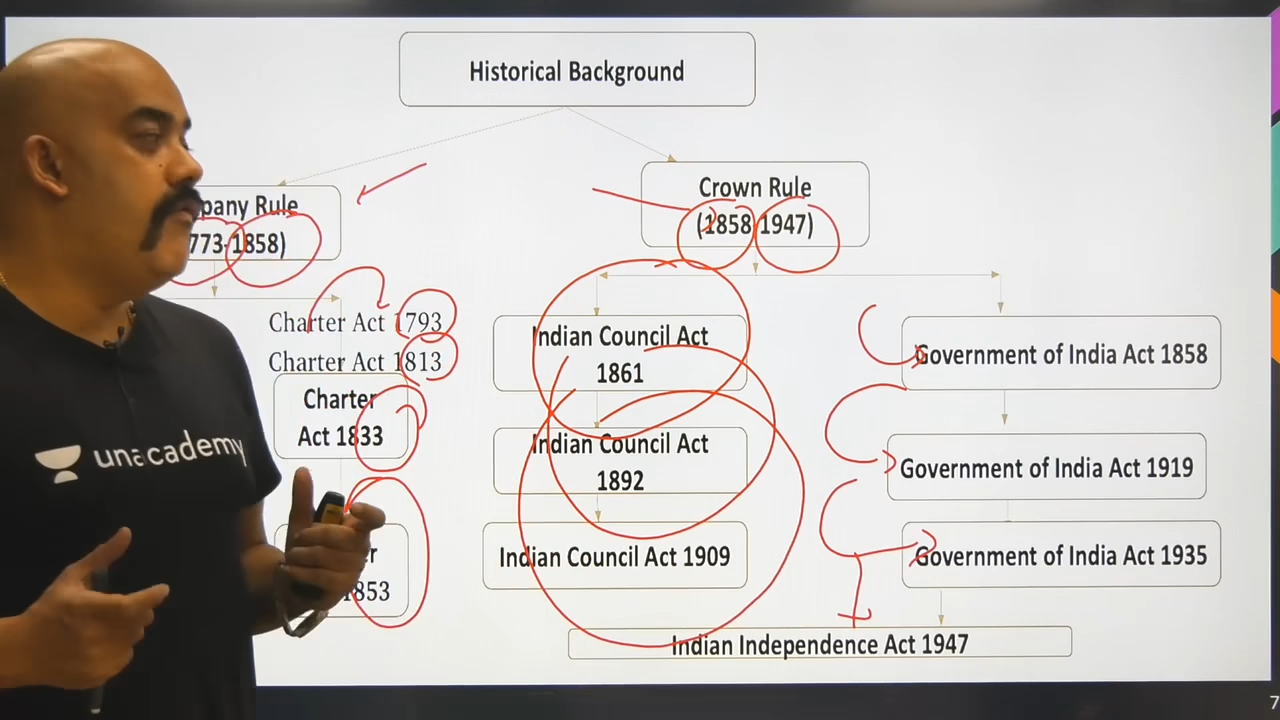 Historical Background
Crown Rule
(1858 1947)
pany Rule
773-1858)
Charter Act 1793
Charter Act 1813
Charter
Act 1833
1853
Indian Council Act
1861
Indian Council Act
1892
Indian Council Act 1909
Government of India Act 1858
Government of India Act 1919
Government of India Act 1935
Indian Independence Act 1947
unacademy
7